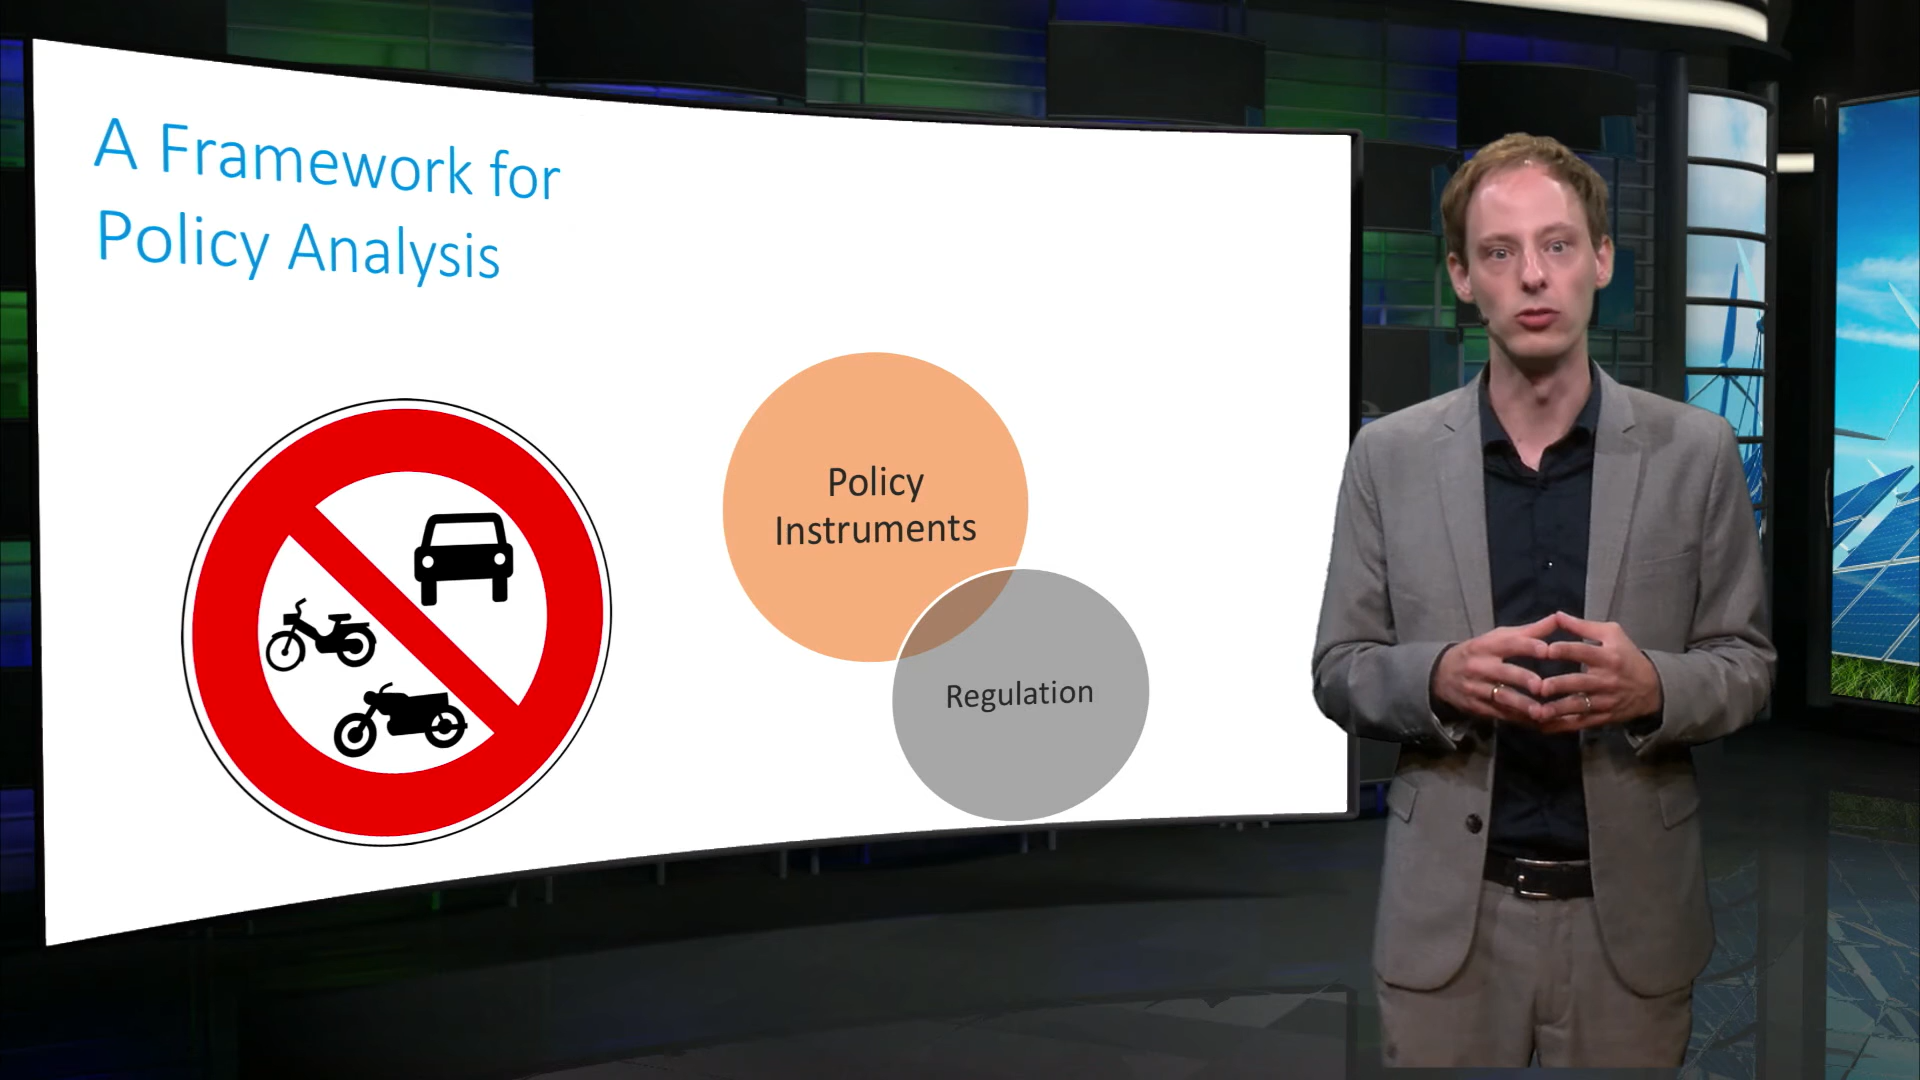 A Framework for
Policy Analysis
Policy
Instruments
Regulation